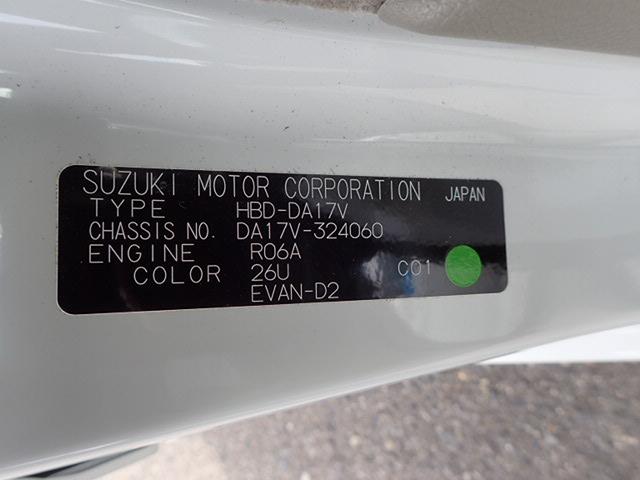 SUZUKI MOTOR CORPORATION JAPAN
TYPE HBD-DA17V
CHASSIS NO. DA17V-324060
ENGINE R06A
COLOR 26U C01
EVAN-D2